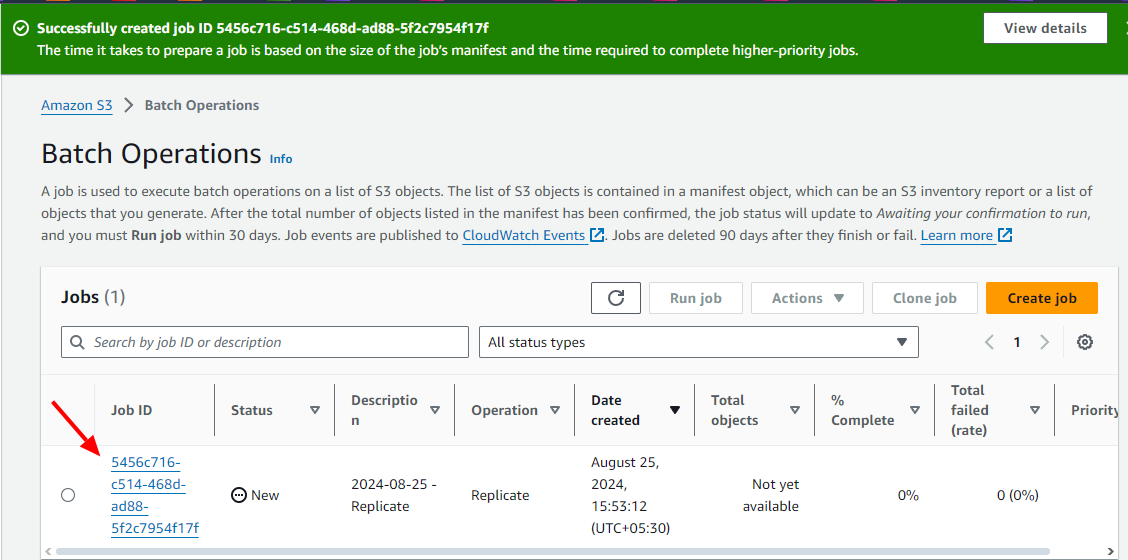 Successfully created job ID 5456c716-c514-468d-ad88-5f2c7954f17f
The time it takes to prepare a job is based on the size of the job's manifest and the time required to complete higher-priority jobs.
View details
Amazon S3 > Batch Operations
Batch Operations Info
A job is used to execute batch operations on a list of S3 objects. The list of S3 objects is contained in a manifest object, which can be an S3 inventory report or a list of
objects that you generate. After the total number of objects listed in the manifest has been confirmed, the job status will update to Awaiting your confirmation to run,
and you must Run job within 30 days. Job events are published to CloudWatch Events. Jobs are deleted 90 days after they finish or fail. Learn more
Jobs (1)
Run job
Actions
Clone job
Create job
Search by job ID or description
All status types
1
Job ID
Status
Descriptio
n
Operation
Date
created
Total
objects
%
Complete
Total
failed
(rate)
Priority
5456c716-
c514-468d-
ad88-
5f2c7954f17f
New
2024-08-25 -
Replicate
Replicate
August 25,
2024,
15:53:12
(UTC+05:30)
Not yet
available
0%
0 (0%)